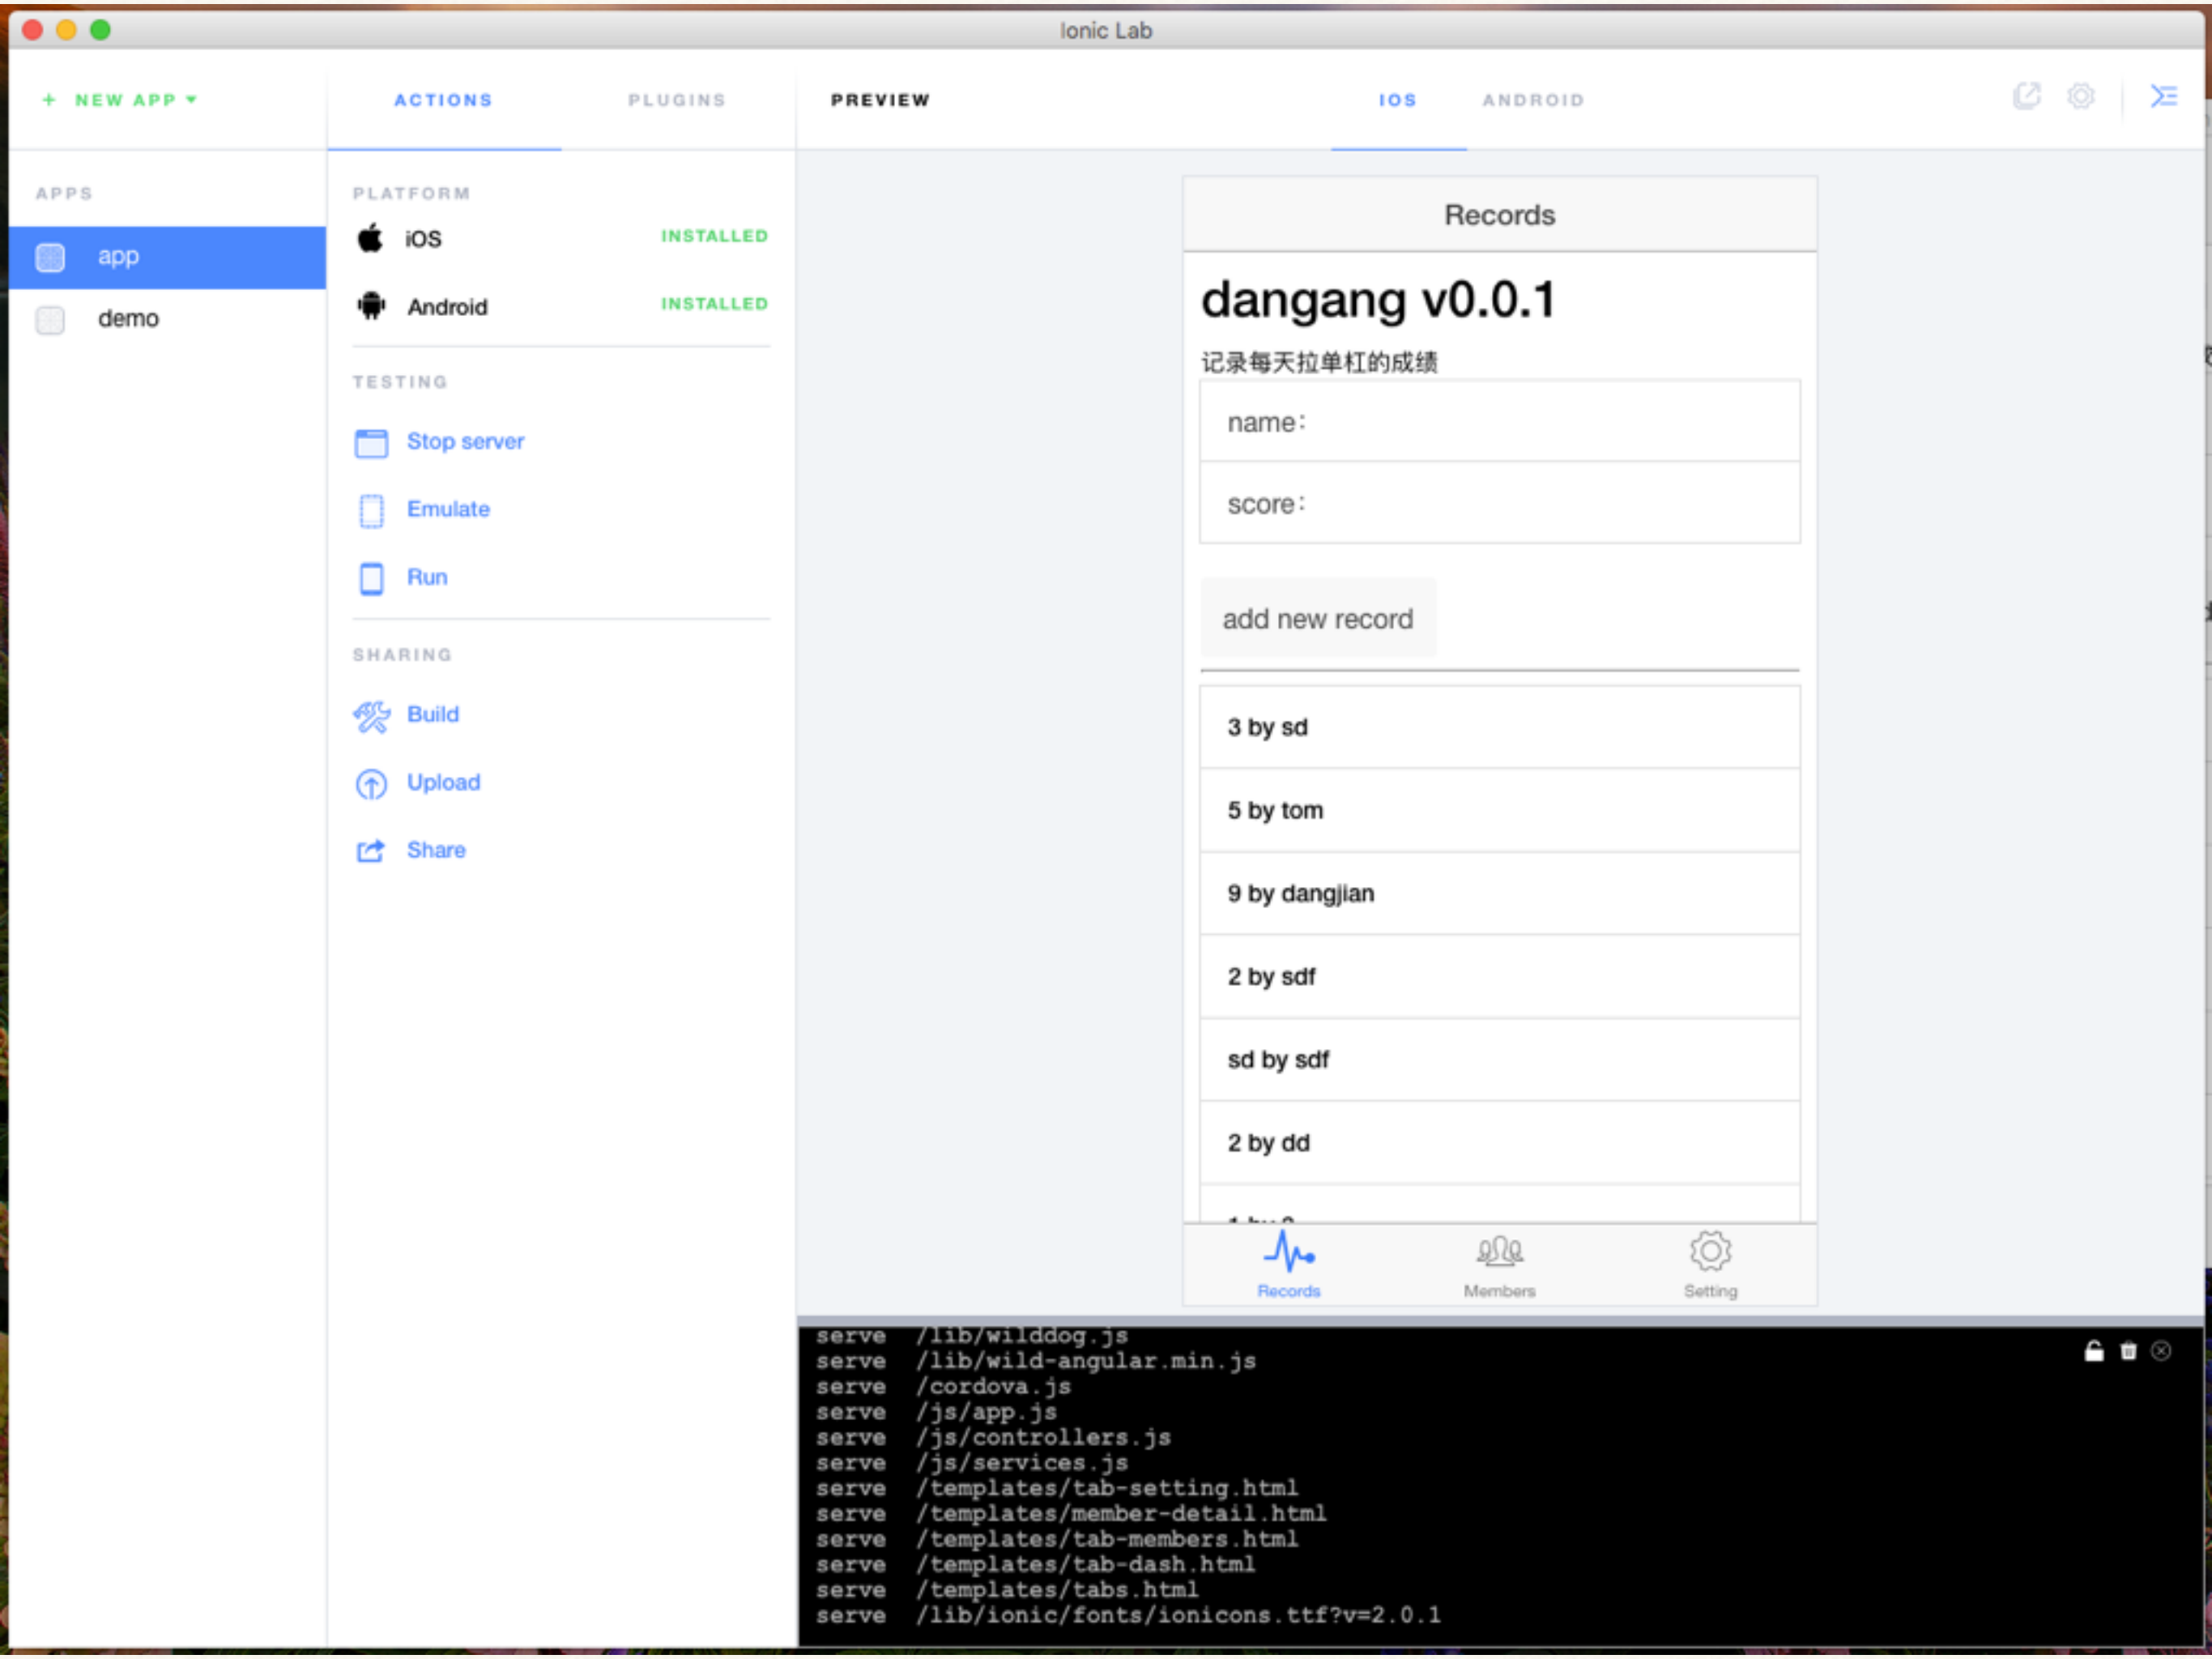 Ionic Lab
+ NEW APP
ACTIONS
PLUGINS
PREVIEW
IOS
ANDROID
APPS
app
demo
PLATFORM
iOS INSTALLED
Android INSTALLED
TESTING
Stop server
Emulate
Run
SHARING
Build
Upload
Share
Records
dangang v0.0.1
记录每天拉单杠的成绩
name：
score：
add new record
3 by sd
5 by tom
9 by dangjian
2 by sdf
sd by sdf
2 by dd
Records
Members
Setting
serve /lib/wilddog.js
serve /lib/wild-angular.min.js
serve /cordova.js
serve /js/app.js
serve /js/controllers.js
serve /js/services.js
serve /templates/tab-setting.html
serve /templates/member-detail.html
serve /templates/tab-members.html
serve /templates/tab-dash.html
serve /templates/tabs.html
serve /lib/ionic/fonts/ionicons.ttf?v=2.0.1